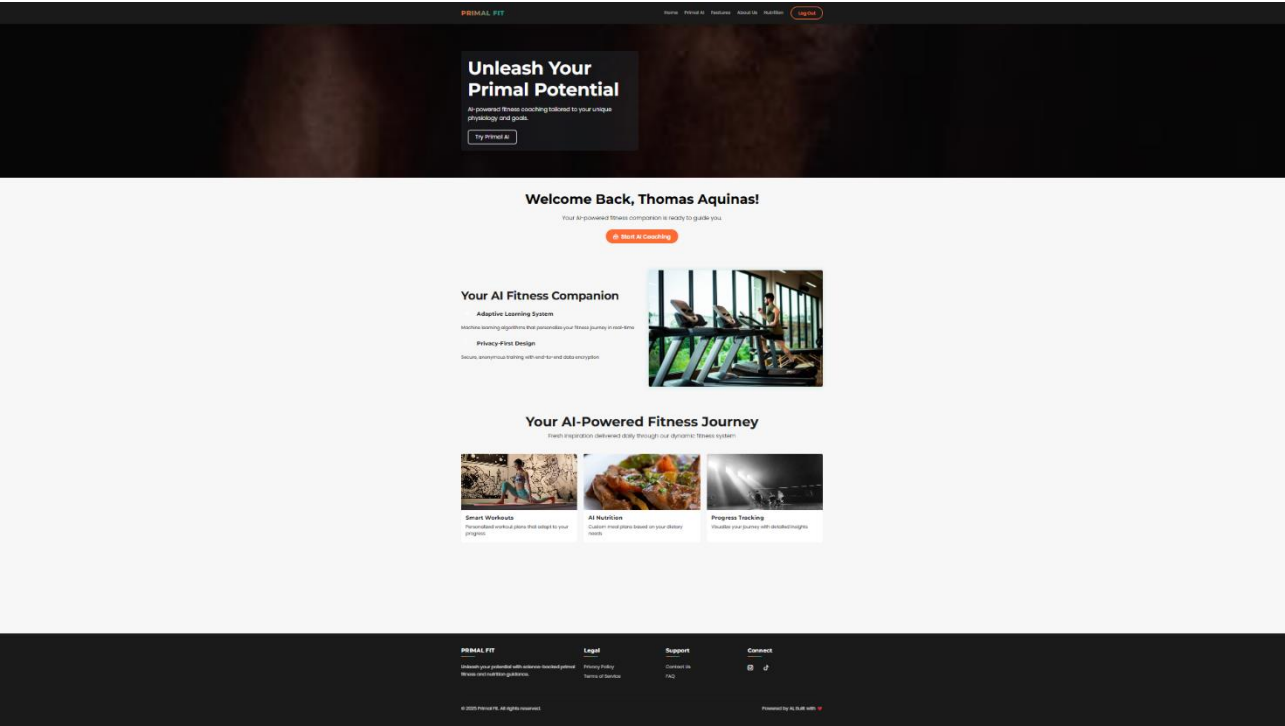 PRIMAL FIT
Home Primal AI Features About Us Nutrition Log Out
Unleash Your
Primal Potential
AI-powered fitness coaching tailored to your unique
physiology and goals.
Try Primal AI
Welcome Back, Thomas Aquinas!
Your AI-powered fitness companion is ready to guide you.
Start AI Coaching
Your AI Fitness Companion
Adaptive Learning System
Machine learning algorithms that personalize your fitness journey in real-time
Privacy-First Design
Secure, anonymous training with end-to-end data encryption
Your AI-Powered Fitness Journey
Fresh inspiration delivered daily through our dynamic fitness system
Smart Workouts
Personalized workout plans that adapt to your
progress
AI Nutrition
Custom meal plans based on your dietary
needs
Progress Tracking
Visualize your journey with detailed insights
PRIMAL FIT
Unleash your potential with science-backed primal
fitness and nutrition guidance.
Legal
Privacy Policy
Terms of Service
Support
Contact Us
FAQ
Connect
© 2025 Primal Fit. All rights reserved.
Powered by AI, Built with